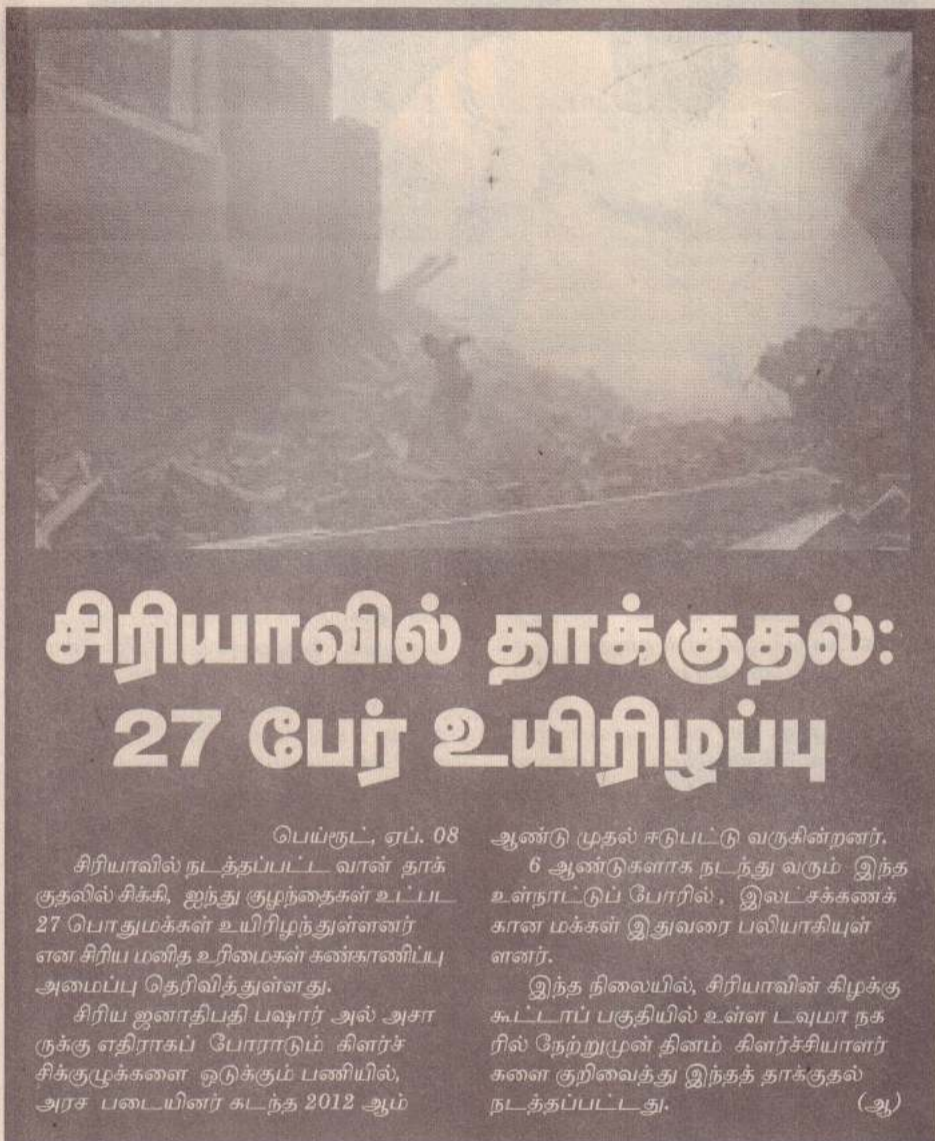 சிரியாவில் தாக்குதல்:
27 பேர் உயிரிழப்பு
பெய்ரூட், ஏப். 08
சிரியாவில் நடத்தப்பட்ட வான் தாக்
குதலில் சிக்கி, ஐந்து குழந்தைகள் உட்பட
27 பொதுமக்கள் உயிரிழந்துள்ளனர்
என சிரிய மனித உரிமைகள் கண்காணிப்பு
அமைப்பு தெரிவித்துள்ளது.
சிரிய ஜனாதிபதி பஷார் அல் அசா
ருக்கு எதிராகப் போராடும் கிளர்ச்
சிக்குழுக்களை ஒடுக்கும் பணியில்,
அரச படையினர் கடந்த 2012 ஆம்
ஆண்டு முதல் ஈடுபட்டு வருகின்றனர்.
6 ஆண்டுகளாக நடந்து வரும் இந்த
உள்நாட்டுப் போரில், இலட்சக்கணக்
கான மக்கள் இதுவரை பலியாகியுள்
ளனர்.
இந்த நிலையில், சிரியாவின் கிழக்கு
கூட்டாப் பகுதியில் உள்ள டவுமா நக
ரில் நேற்றுமுன் தினம் கிளர்ச்சியாளர்
களை குறிவைத்து இந்தத் தாக்குதல்
நடத்தப்பட்டது. (ஆ)